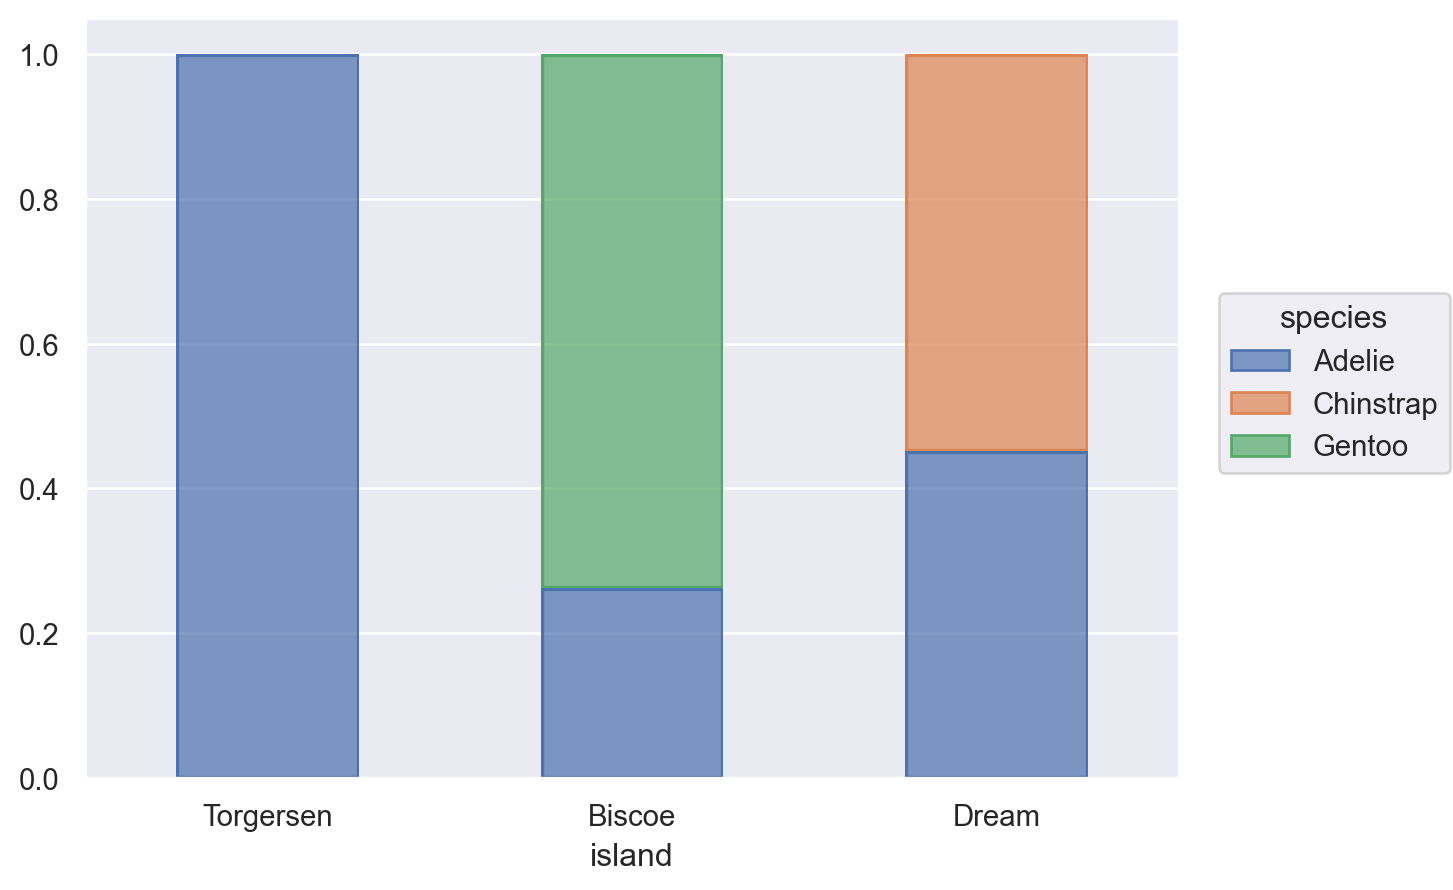 1.0
0.8
0.6
0.4
0.2
0.0
Torgersen
Biscoe
Dream
island
species
Adelie
Chinstrap
Gentoo